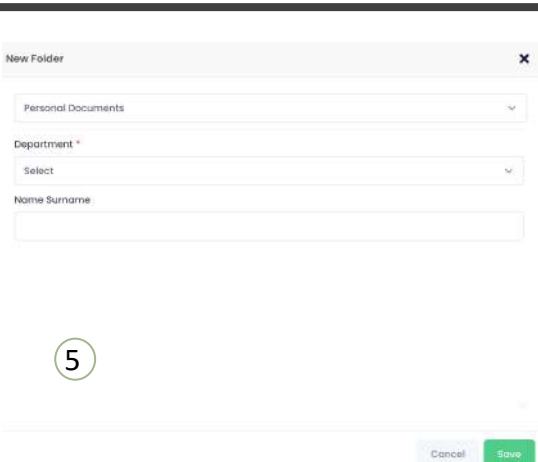 New Folder
Personal Documents
Department *
Select
Name Surname
5
Cancel Save